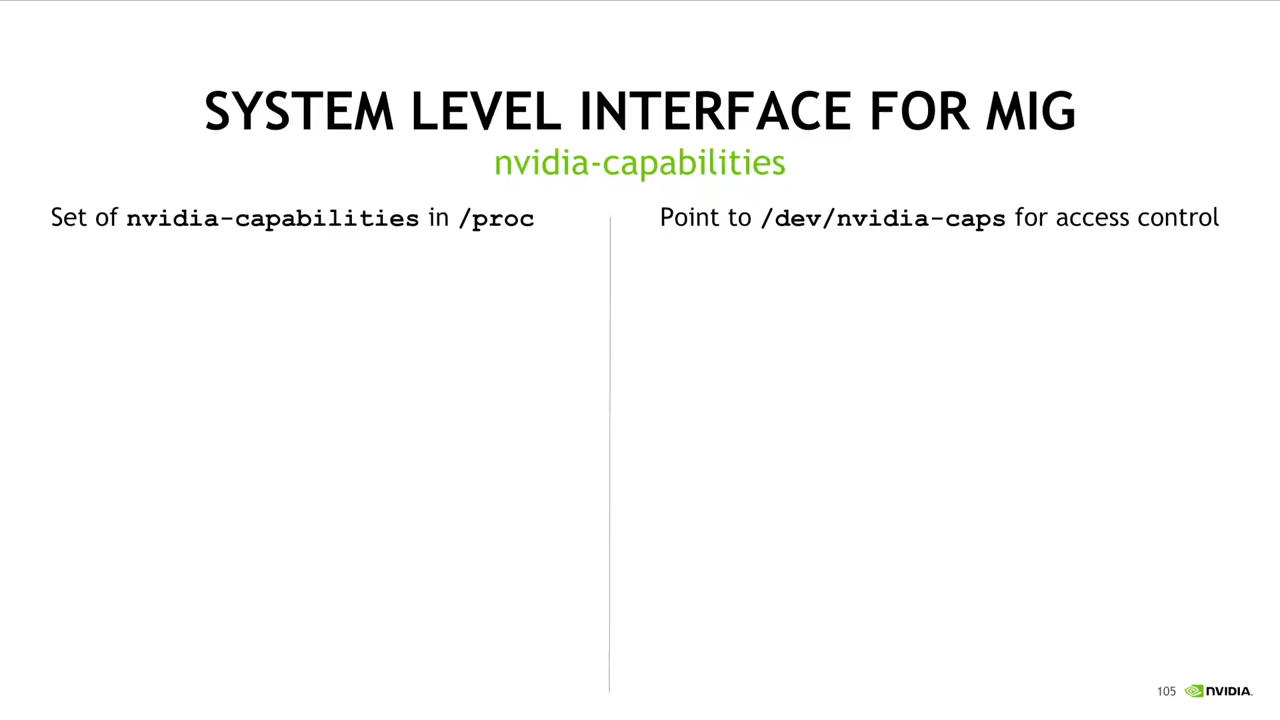 SYSTEM LEVEL INTERFACE FOR MIG
nvidia-capabilities
Set of nvidia-capabilities in /proc
Point to /dev/nvidia-caps for access control
105 NVIDIA.